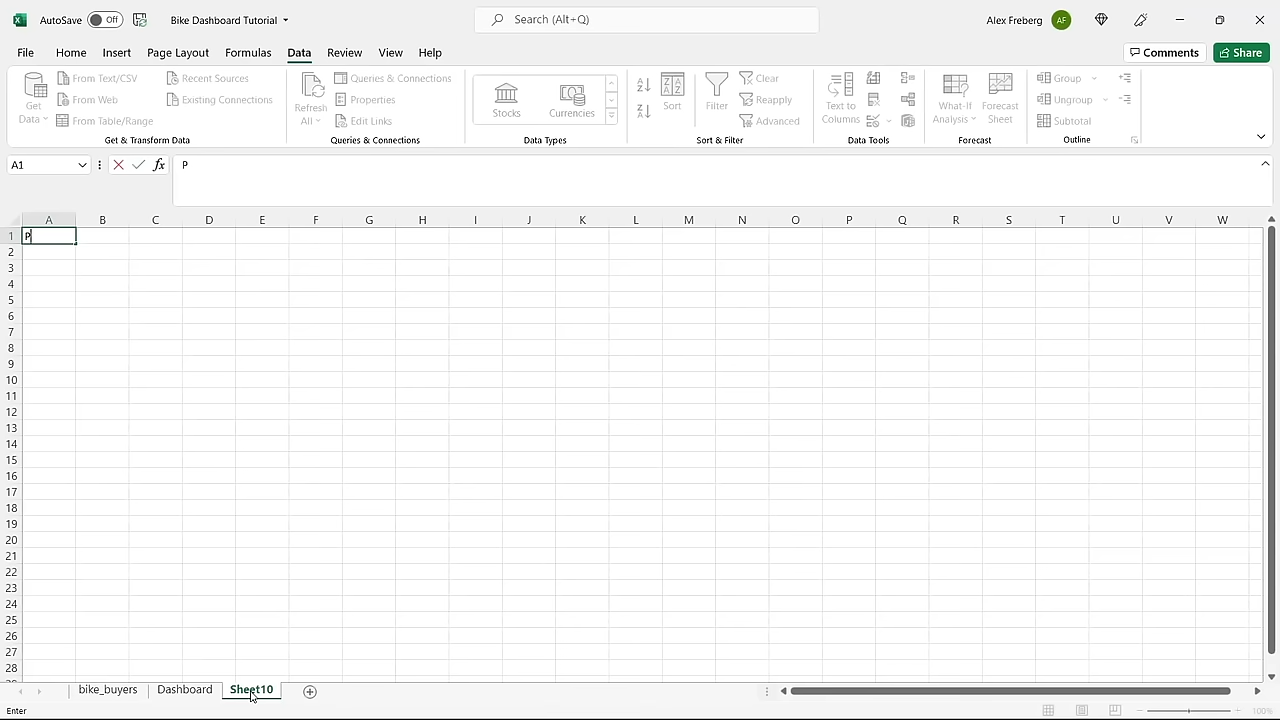 AutoSave Off Bike Dashboard Tutorial Search (Alt+Q) Alex Freberg AF
File Home Insert Page Layout Formulas Data Review View Help Comments Share
Get Data
From Text/CSV
From Web
From Table/Range
Recent Sources
Existing Connections
Get & Transform Data
Refresh All
Queries & Connections
Properties
Edit Links
Queries & Connections
Stocks Currencies
Data Types
Sort
Filter
Clear
Reapply
Advanced
Sort & Filter
Text to Columns
Data Tools
What-If Analysis
Forecast Sheet
Forecast
Group
Ungroup
Subtotal
Outline
A1 fx P
A B C D E F G H I J K L M N O P Q R S T U V W
1 P
2
3
4
5
6
7
8
9
10
11
12
13
14
15
16
17
18
19
20
21
22
23
24
25
26
27
28
bike_buyers Dashboard Sheet10
Enter 100%